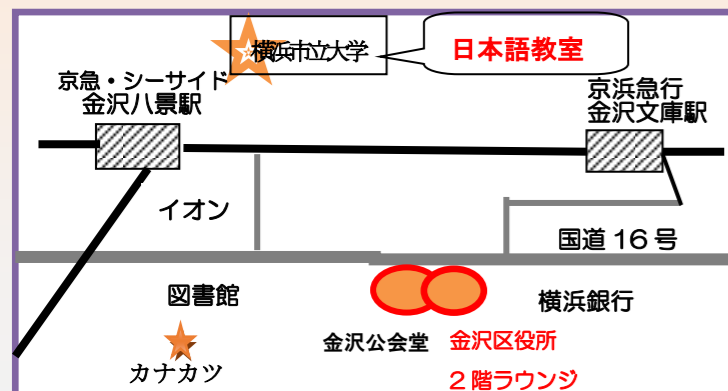 横浜市立大学
日本語教室
京急・シーサイド
金沢八景駅
京浜急行
金沢文庫駅
イオン
国道 16 号
図書館
横浜銀行
カナカツ
金沢公会堂
金沢区役所
2 階ラウンジ